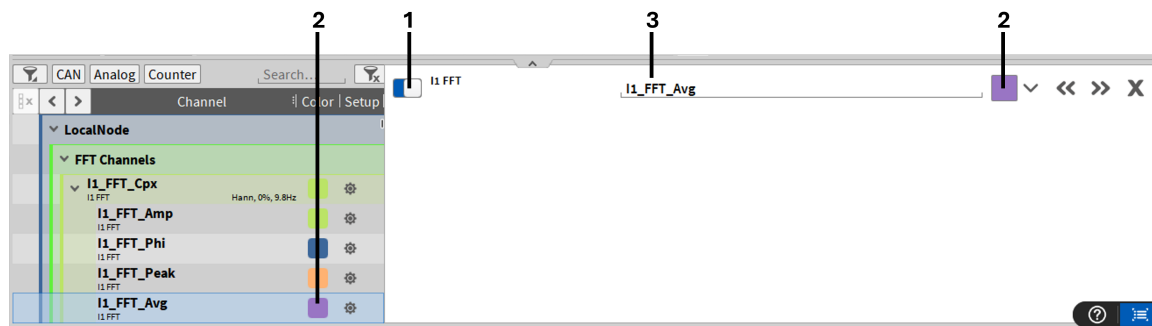 2 1 3 2
CAN Analog Counter Search...
I1 FFT
I1_FFT_Avg
Channel Color Setup
LocalNode
FFT Channels
I1_FFT_Cpx
I1 FFT Hann, 0%, 9.8Hz
I1_FFT_Amp
I1 FFT
I1_FFT_Phi
I1 FFT
I1_FFT_Peak
I1 FFT
I1_FFT_Avg
I1 FFT